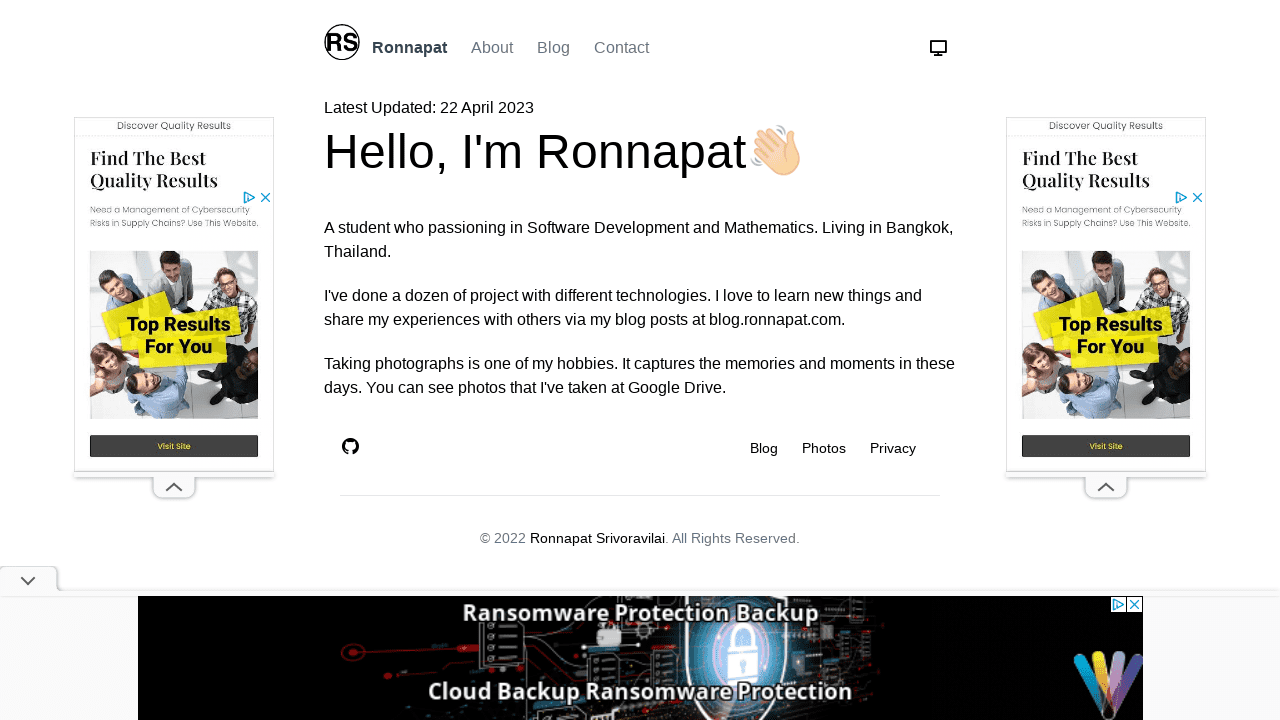 RS Ronnapat About Blog Contact
Latest Updated: 22 April 2023
Hello, I'm Ronnapat
A student who passioning in Software Development and Mathematics. Living in Bangkok,
Thailand.
I've done a dozen of project with different technologies. I love to learn new things and
share my experiences with others via my blog posts at blog.ronnapat.com.
Taking photographs is one of my hobbies. It captures the memories and moments in these
days. You can see photos that I've taken at Google Drive.
Blog Photos Privacy
© 2022 Ronnapat Srivoravilai. All Rights Reserved.
Discover Quality Results
Find The Best
Quality Results
Need a Management of Cybersecurity
Risks in Supply Chains? Use This Website.
Top Results
For You
Visit Site
Discover Quality Results
Find The Best
Quality Results
Need a Management of Cybersecurity
Risks in Supply Chains? Use This Website.
Top Results
For You
Visit Site
Ransomware Protection Backup
Cloud Backup Ransomware Protection